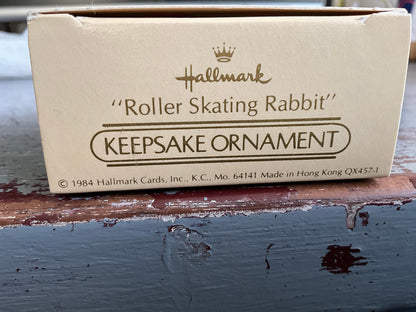 Hallmark
"Roller Skating Rabbit"
KEEPSAKE ORNAMENT
© 1984 Hallmark Cards, Inc., K.C., Mo. 64141 Made in Hong Kong QX457-1